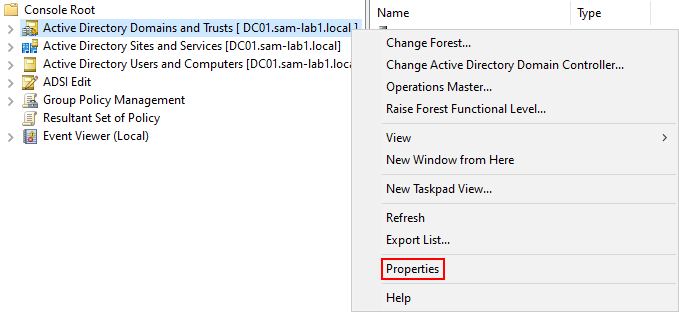 Console Root
Active Directory Domains and Trusts [ DC01.sam-lab1.local ]
Active Directory Sites and Services [DC01.sam-lab1.local]
Active Directory Users and Computers [DC01.sam-lab1.loca
ADSI Edit
Group Policy Management
Resultant Set of Policy
Event Viewer (Local)
Name Type
Change Forest...
Change Active Directory Domain Controller...
Operations Master...
Raise Forest Functional Level...
View
New Window from Here
New Taskpad View...
Refresh
Export List...
Properties
Help